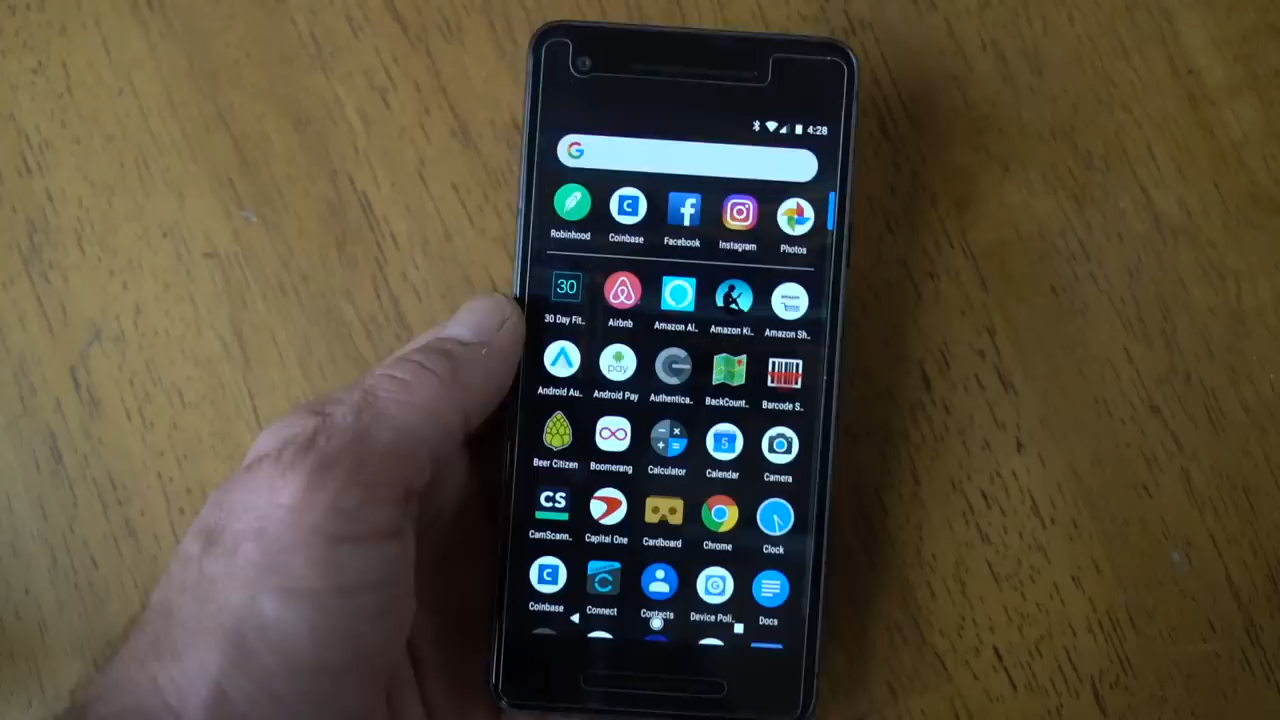 4:28
G
Robinhood Coinbase Facebook Instagram Photos
30
30 Day Fit.. Airbnb Amazon Al.. Amazon Ki.. Amazon Sh..
pay
Android Au.. Android Pay Authentica.. BackCount.. Barcode S..
5
Beer Citizen Boomerang Calculator Calendar Camera
CS
CamScann.. Capital One Cardboard Chrome Clock
Coinbase Connect Contacts Device Poli.. Docs